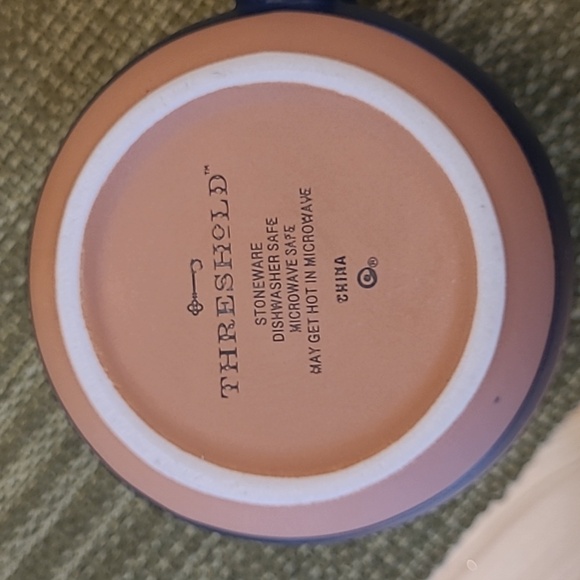 THRESHOLD™
STONEWARE
DISHWASHER SAFE
MICROWAVE SAFE
MAY GET HOT IN MICROWAVE
CHINA
®